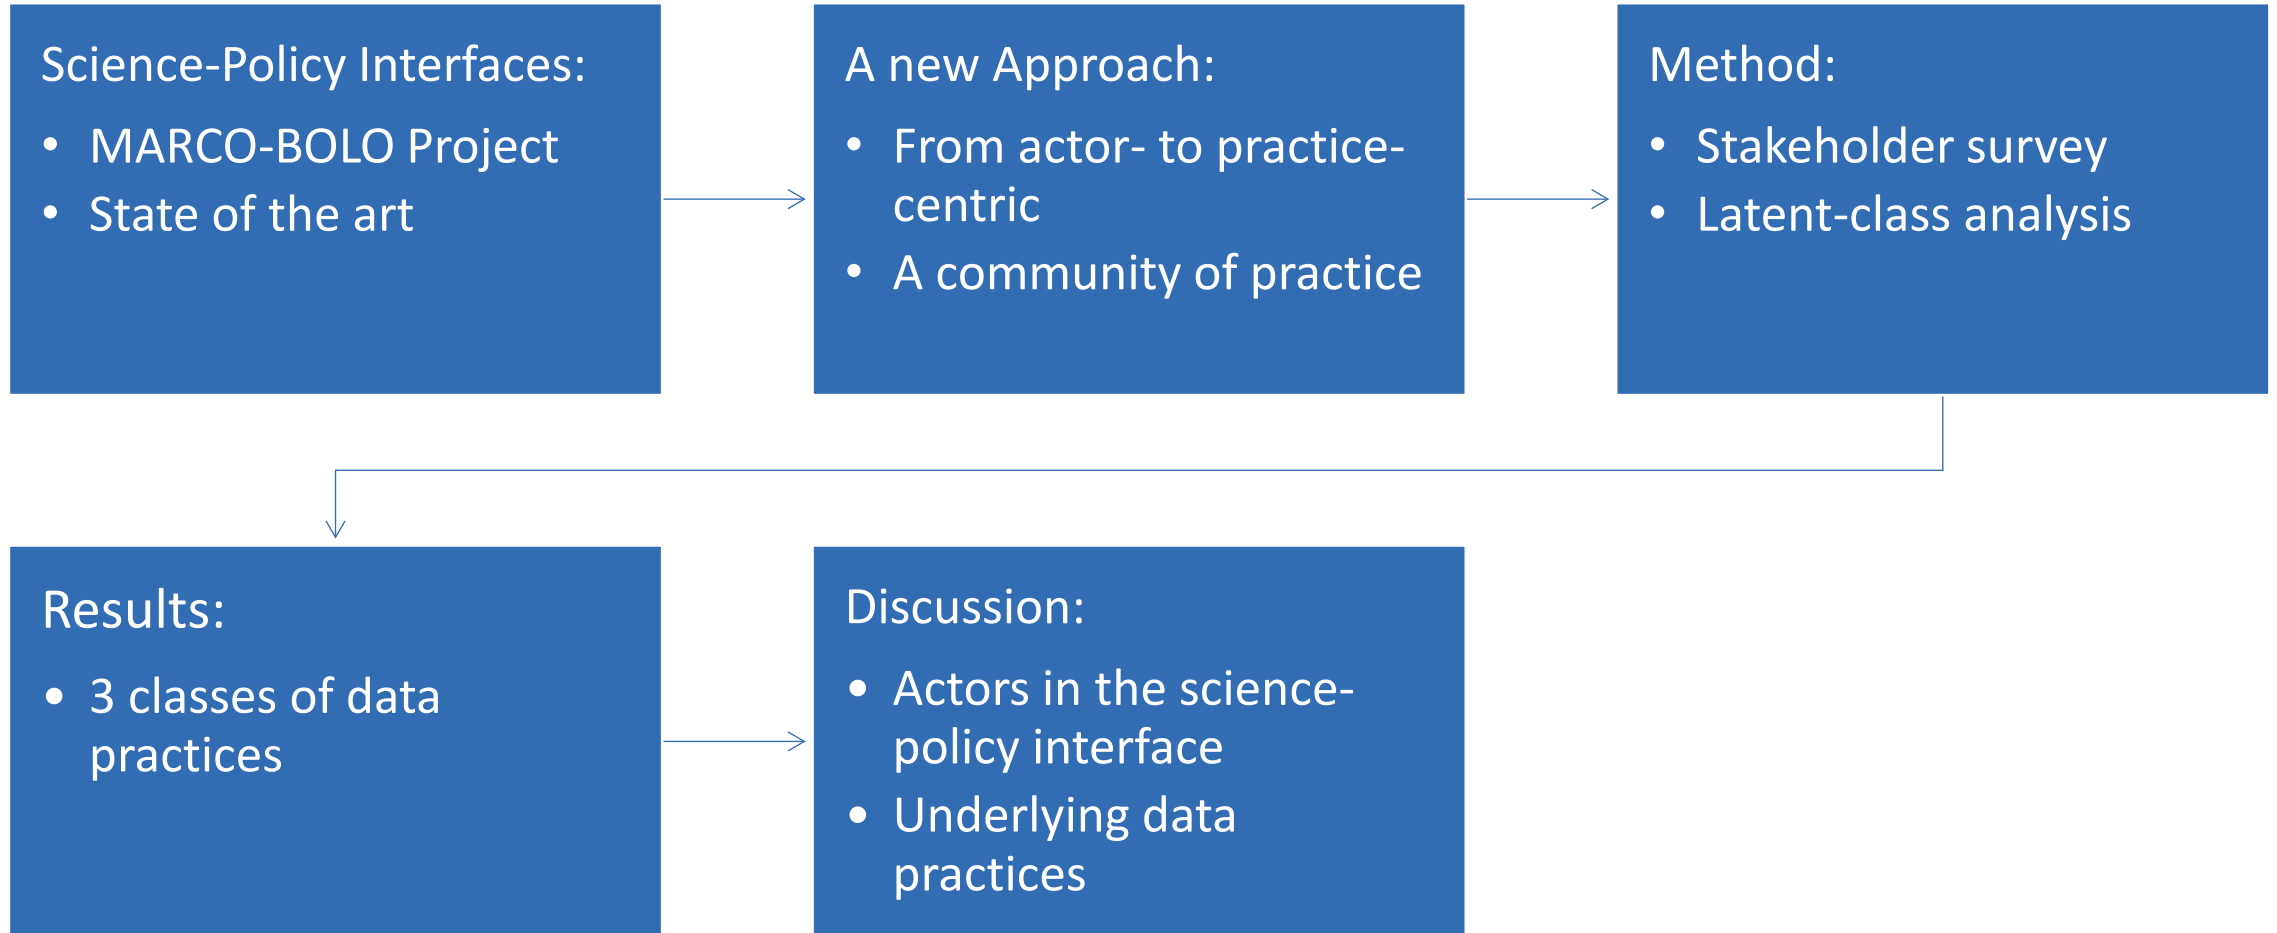 Science-Policy Interfaces:
• MARCO-BOLO Project
• State of the art
A new Approach:
• From actor- to practice-
centric
• A community of practice
Method:
• Stakeholder survey
• Latent-class analysis
Results:
• 3 classes of data
practices
Discussion:
• Actors in the science-
policy interface
• Underlying data
practices